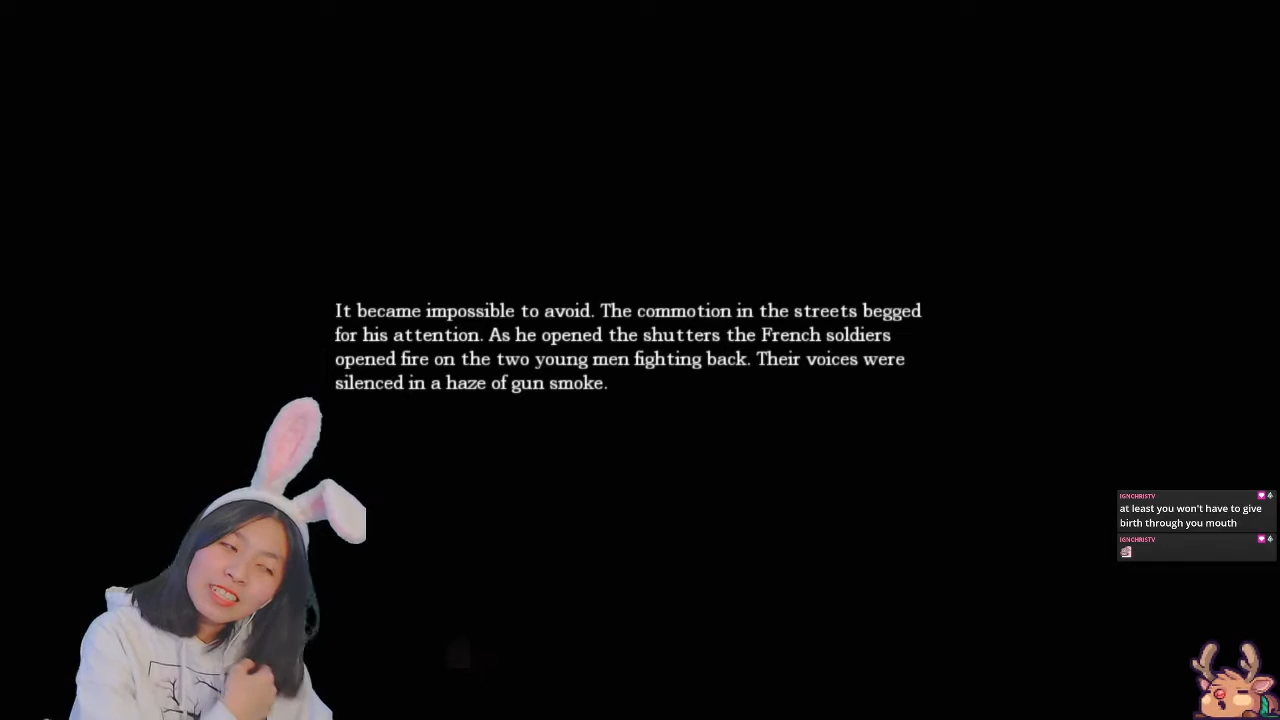 It became impossible to avoid. The commotion in the streets begged
for his attention. As he opened the shutters the French soldiers
opened fire on the two young men fighting back. Their voices were
silenced in a haze of gun smoke.
IGNCHRISTV
at least you won't have to give
birth through you mouth
IGNCHRISTV